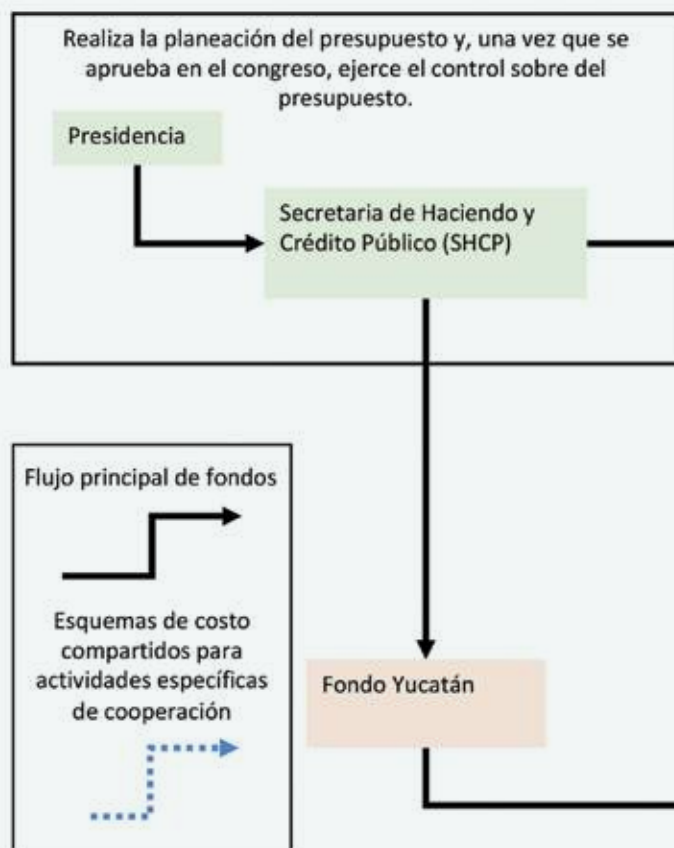 Realiza la planeación del presupuesto y, una vez que se
aprueba en el congreso, ejerce el control sobre del
presupuesto.
Presidencia
Secretaria de Haciendo y
Crédito Público (SHCP)
Flujo principal de fondos
Esquemas de costo
compartidos para
actividades específicas
de cooperación
Fondo Yucatán